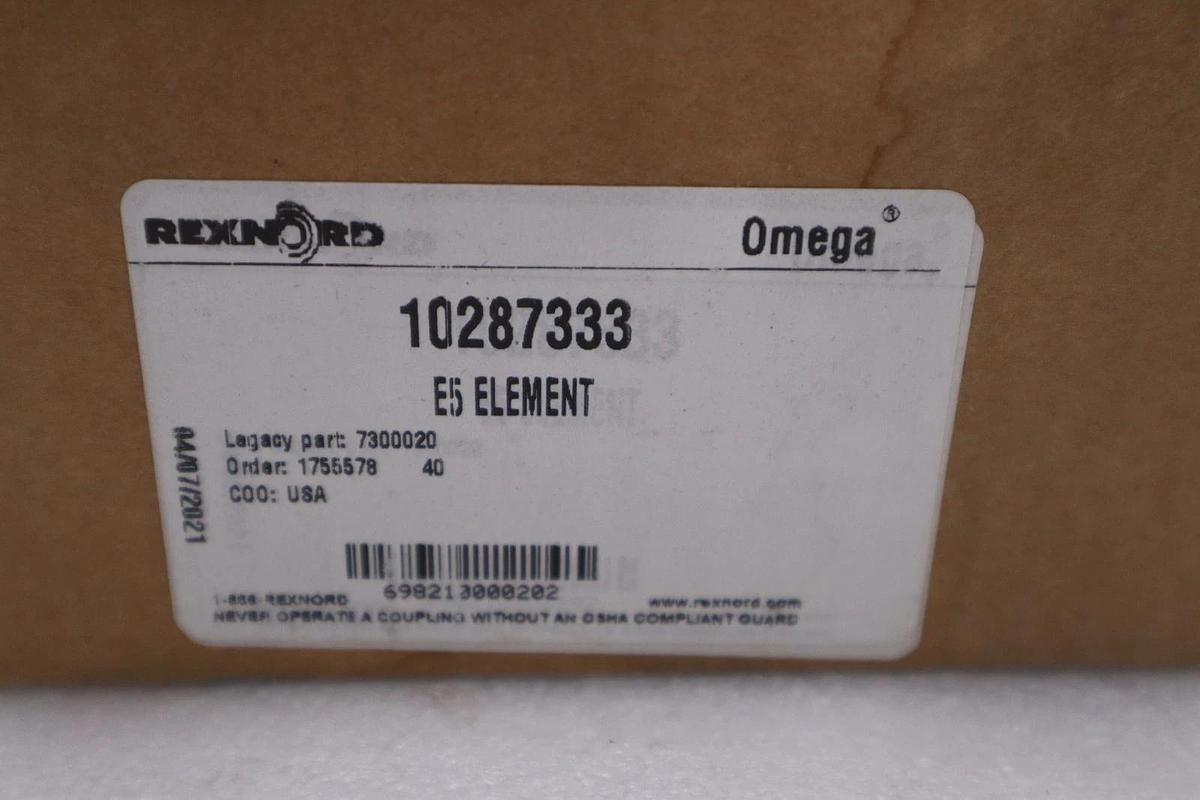 REXNORD Omega®
10287333
E5 ELEMENT
Legacy part: 7300020
Order: 1755578 40
COO: USA
04/07/2021
698213000202
1-866-REXNORD www.rexnord.com
NEVER OPERATE A COUPLING WITHOUT AN OSHA COMPLIANT GUARD